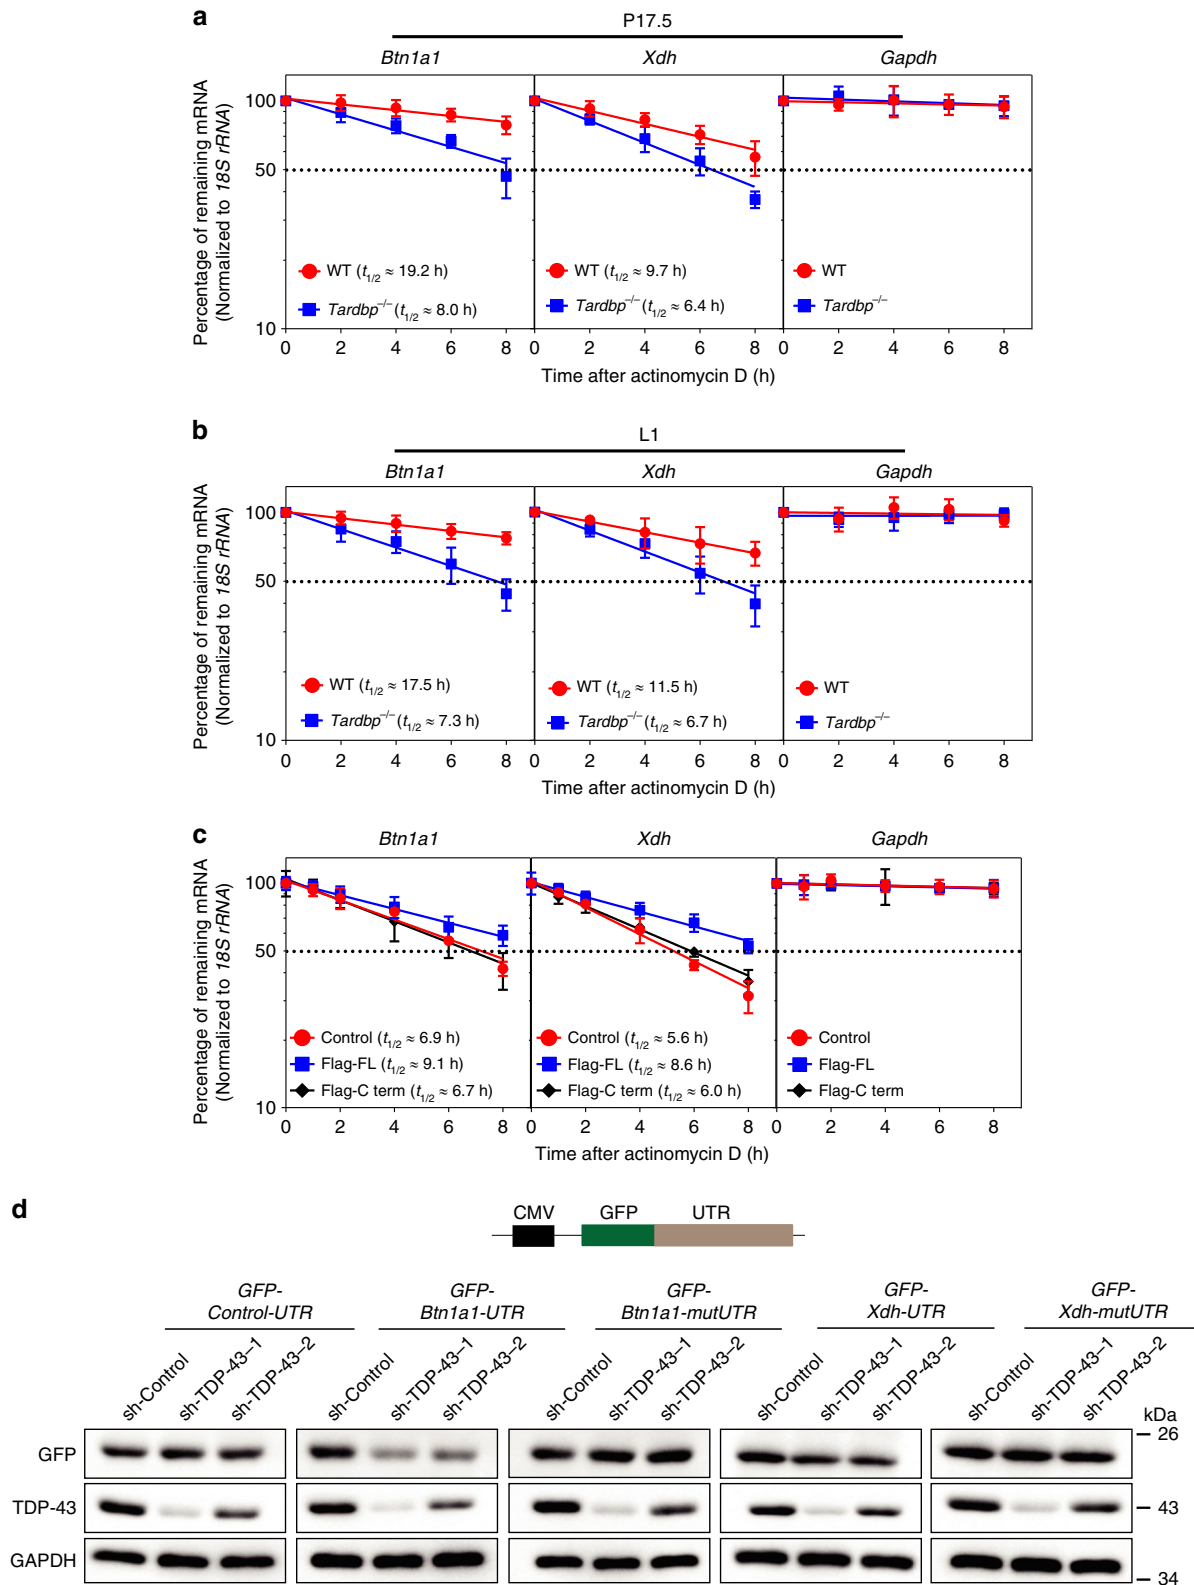 a
P17.5
Btn1a1
Xdh
Gapdh
Percentage of remaining mRNA
(Normalized to 18S rRNA)
100
50
10
WT (t1/2 ≈ 19.2 h)
Tardbp–/– (t1/2 ≈ 8.0 h)
WT (t1/2 ≈ 9.7 h)
Tardbp–/– (t1/2 ≈ 6.4 h)
WT
Tardbp–/–
0 2 4 6 8 0 2 4 6 8 0 2 4 6 8
Time after actinomycin D (h)
b
L1
Btn1a1
Xdh
Gapdh
Percentage of remaining mRNA
(Normalized to 18S rRNA)
100
50
10
WT (t1/2 ≈ 17.5 h)
Tardbp–/– (t1/2 ≈ 7.3 h)
WT (t1/2 ≈ 11.5 h)
Tardbp–/– (t1/2 ≈ 6.7 h)
WT
Tardbp–/–
0 2 4 6 8 0 2 4 6 8 0 2 4 6 8
Time after actinomycin D (h)
c
Btn1a1
Xdh
Gapdh
Percentage of remaining mRNA
(Normalized to 18S rRNA)
100
50
10
Control (t1/2 ≈ 6.9 h)
Flag-FL (t1/2 ≈ 9.1 h)
Flag-C term (t1/2 ≈ 6.7 h)
Control (t1/2 ≈ 5.6 h)
Flag-FL (t1/2 ≈ 8.6 h)
Flag-C term (t1/2 ≈ 6.0 h)
Control
Flag-FL
Flag-C term
0 2 4 6 8 0 2 4 6 8 0 2 4 6 8
Time after actinomycin D (h)
d
CMV GFP UTR
GFP-
Control-UTR
GFP-
Btn1a1-UTR
GFP-
Btn1a1-mutUTR
GFP-
Xdh-UTR
GFP-
Xdh-mutUTR
sh-Control
sh-TDP-43–1
sh-TDP-43–2
sh-Control
sh-TDP-43–1
sh-TDP-43–2
sh-Control
sh-TDP-43–1
sh-TDP-43–2
sh-Control
sh-TDP-43–1
sh-TDP-43–2
sh-Control
sh-TDP-43–1
sh-TDP-43–2
kDa
26
GFP
TDP-43
43
GAPDH
34